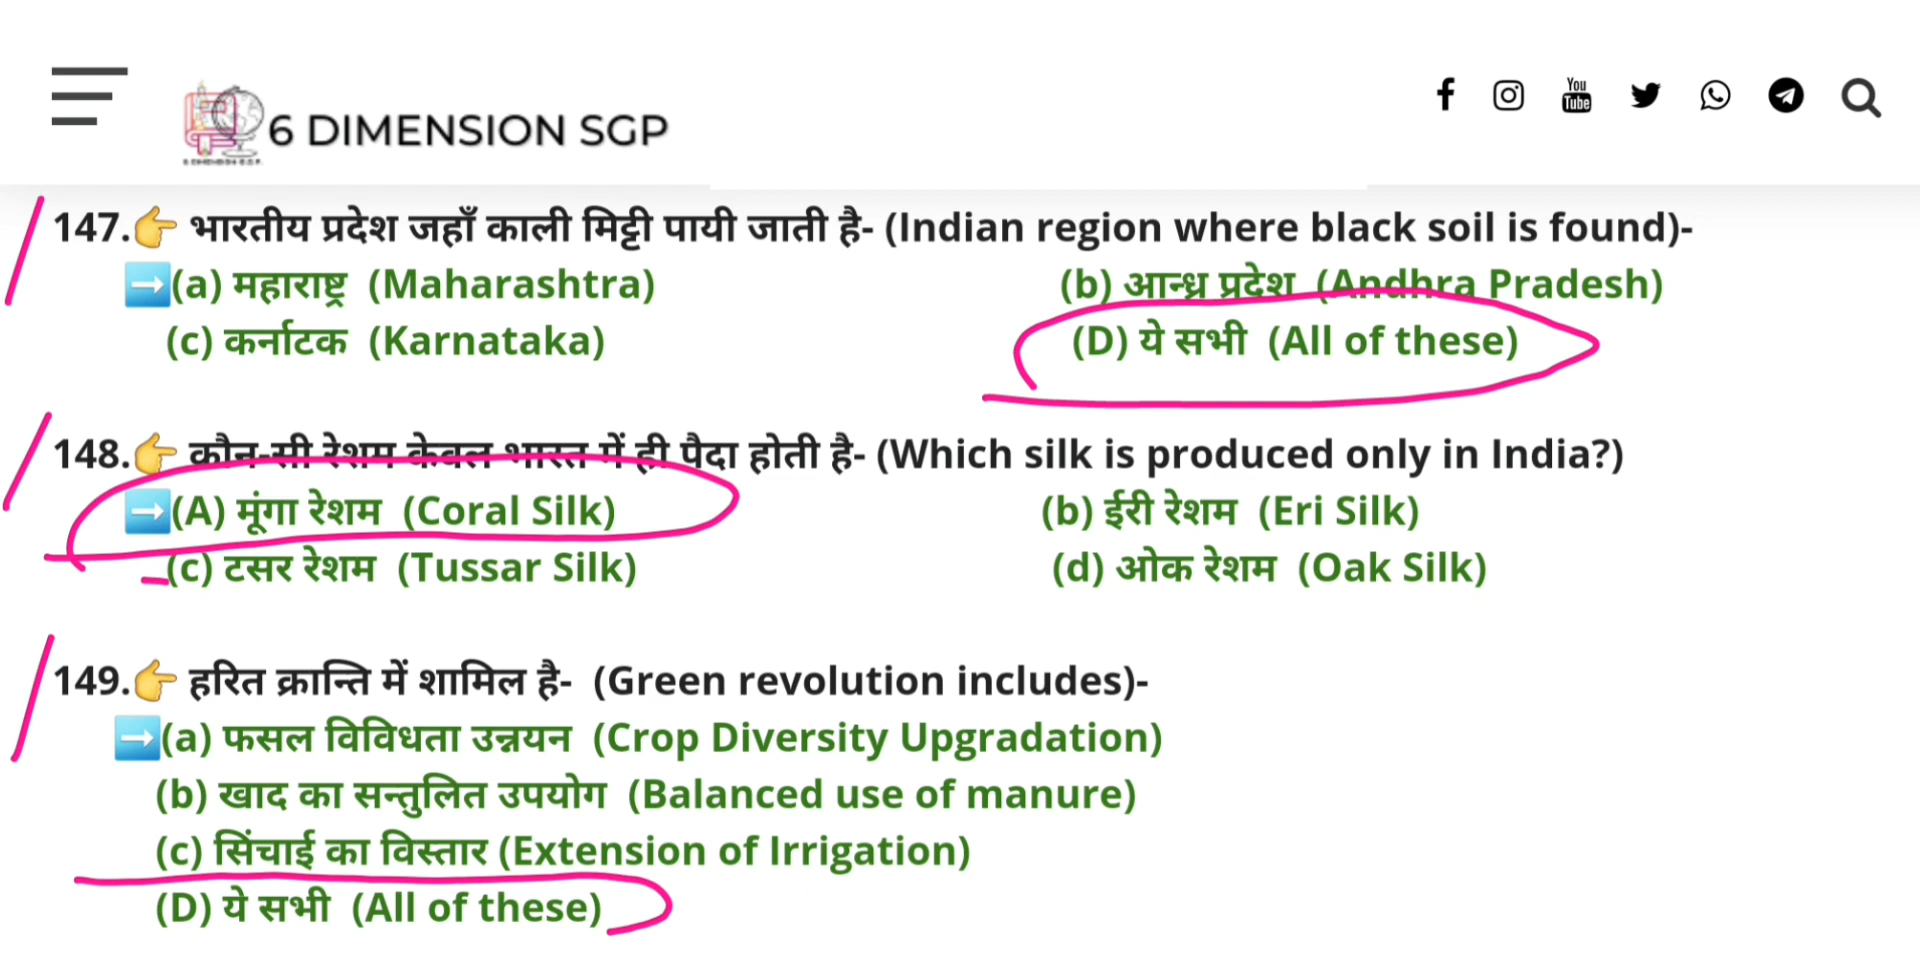 6 DIMENSION SGP
You
Tube
147.👉 भारतीय प्रदेश जहाँ काली मिट्टी पायी जाती है- (Indian region where black soil is found)-
➡️(a) महाराष्ट्र (Maharashtra) (b) आन्ध्र प्रदेश (Andhra Pradesh)
(c) कर्नाटक (Karnataka) (D) ये सभी (All of these)
148.👉 कौन-सी रेशम केवल भारत में ही पैदा होती है- (Which silk is produced only in India?)
➡️(A) मूंगा रेशम (Coral Silk) (b) ईरी रेशम (Eri Silk)
(c) टसर रेशम (Tussar Silk) (d) ओक रेशम (Oak Silk)
149.👉 हरित क्रान्ति में शामिल है- (Green revolution includes)-
➡️(a) फसल विविधता उन्नयन (Crop Diversity Upgradation)
(b) खाद का सन्तुलित उपयोग (Balanced use of manure)
(c) सिंचाई का विस्तार (Extension of Irrigation)
(D) ये सभी (All of these)